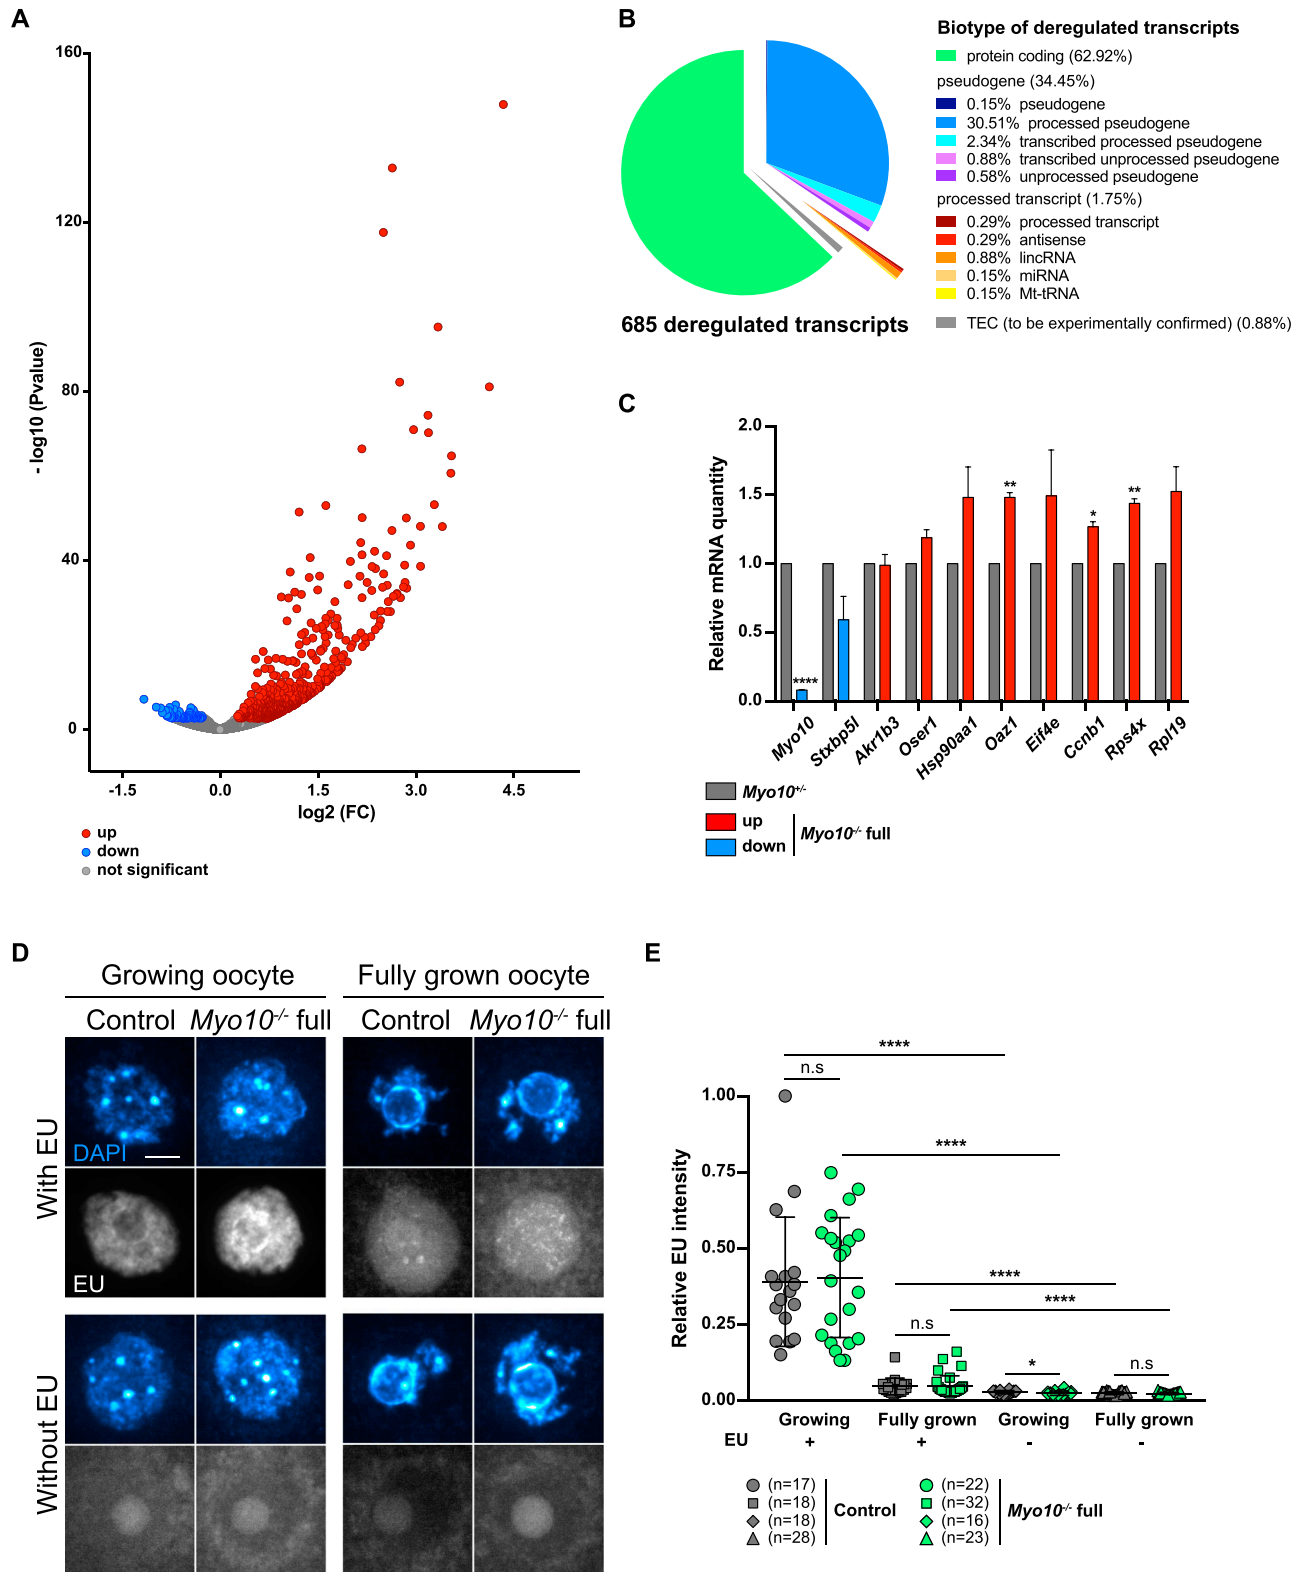 A
160
120
80
40
0
- log10 (Pvalue)
-1.5 0.0 1.5 3.0 4.5
log2 (FC)
up
down
not significant
B
Biotype of deregulated transcripts
protein coding (62.92%)
pseudogene (34.45%)
0.15% pseudogene
30.51% processed pseudogene
2.34% transcribed processed pseudogene
0.88% transcribed unprocessed pseudogene
0.58% unprocessed pseudogene
processed transcript (1.75%)
0.29% processed transcript
0.29% antisense
0.88% lincRNA
0.15% miRNA
0.15% Mt-tRNA
TEC (to be experimentally confirmed) (0.88%)
685 deregulated transcripts
C
2.0
1.5
1.0
0.5
0.0
Relative mRNA quantity
**** ** * **
Myo10 Stxbp5l Akr1b3 Oser1 Hsp90aa1 Oaz1 Eif4e Ccnb1 Rps4x Rpl19
Myo10+/-
up
down
Myo10-/- full
D
Growing oocyte Fully grown oocyte
Control Myo10-/- full Control Myo10-/- full
With EU
DAPI
EU
Without EU
E
****
n.s
****
****
****
n.s
* n.s
1.00
0.75
0.50
0.25
0.00
Relative EU intensity
Growing Fully grown Growing Fully grown
EU + + - -
(n=17) (n=22)
(n=18) (n=32)
(n=18) (n=16)
(n=28) (n=23)
Control Myo10-/- full